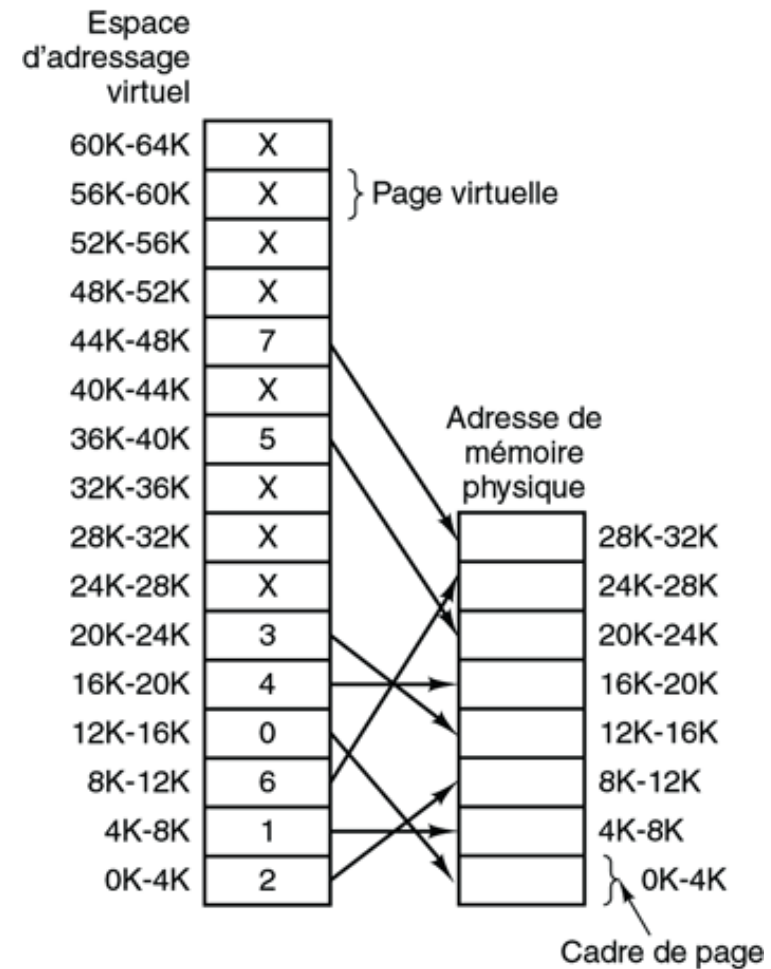 Espace
d'adressage
virtuel
60K-64K X
56K-60K X Page virtuelle
52K-56K X
48K-52K X
44K-48K 7
40K-44K X
36K-40K 5
Adresse de
mémoire
physique
32K-36K X
28K-32K X 28K-32K
24K-28K X 24K-28K
20K-24K 3 20K-24K
16K-20K 4 16K-20K
12K-16K 0 12K-16K
8K-12K 6 8K-12K
4K-8K 1 4K-8K
0K-4K 2 0K-4K
Cadre de page